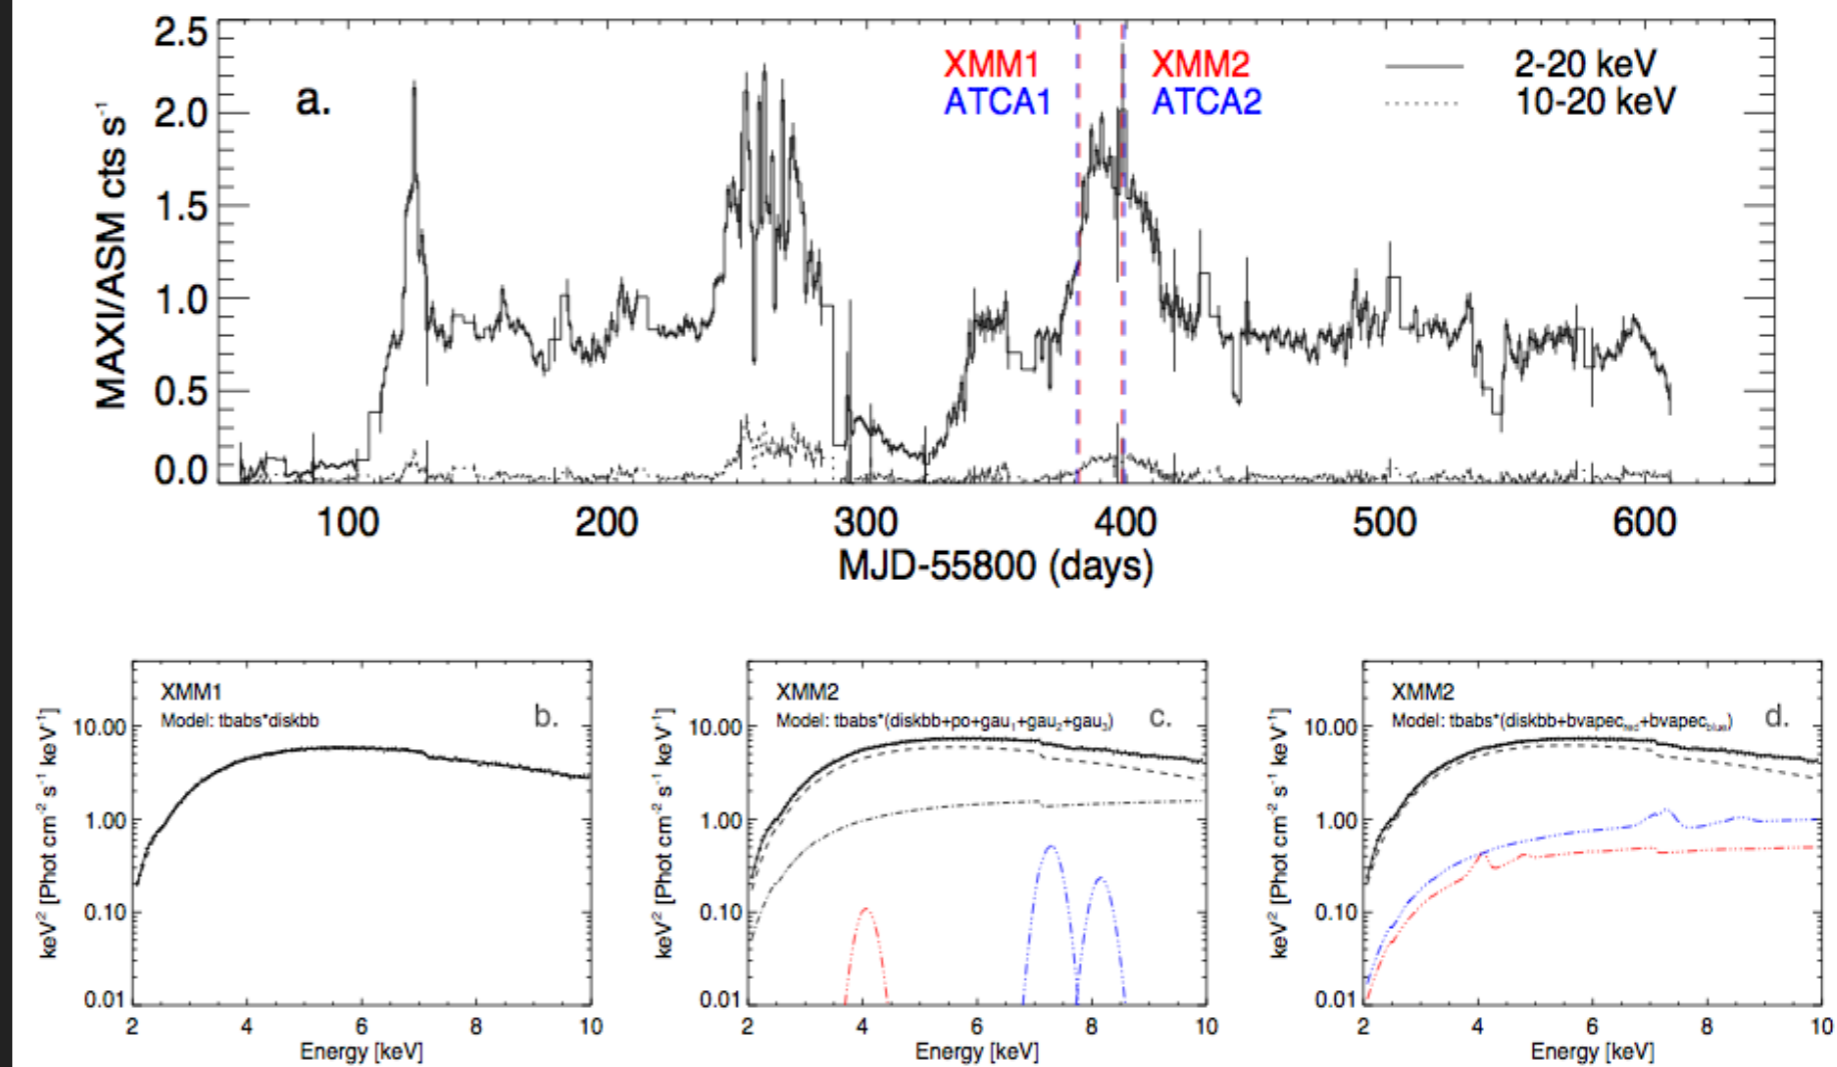 2.5
2.0
1.5
1.0
0.5
0.0
MAXI/ASM cts s⁻¹
a.
XMM1
ATCA1
XMM2
ATCA2
2-20 keV
10-20 keV
100 200 300 400 500 600
MJD-55800 (days)
XMM1
Model: tbabs*diskbb
b.
keV² [Phot cm⁻² s⁻¹ keV⁻¹]
10.00
1.00
0.10
0.01
2 4 6 8 10
Energy [keV]
XMM2
Model: tbabs*(diskbb+po+gau₁+gau₂+gau₃)
c.
keV² [Phot cm⁻² s⁻¹ keV⁻¹]
10.00
1.00
0.10
0.01
2 4 6 8 10
Energy [keV]
XMM2
Model: tbabs*(diskbb+bvapec_red+bvapec_blue)
d.
keV² [Phot cm⁻² s⁻¹ keV⁻¹]
10.00
1.00
0.10
0.01
2 4 6 8 10
Energy [keV]